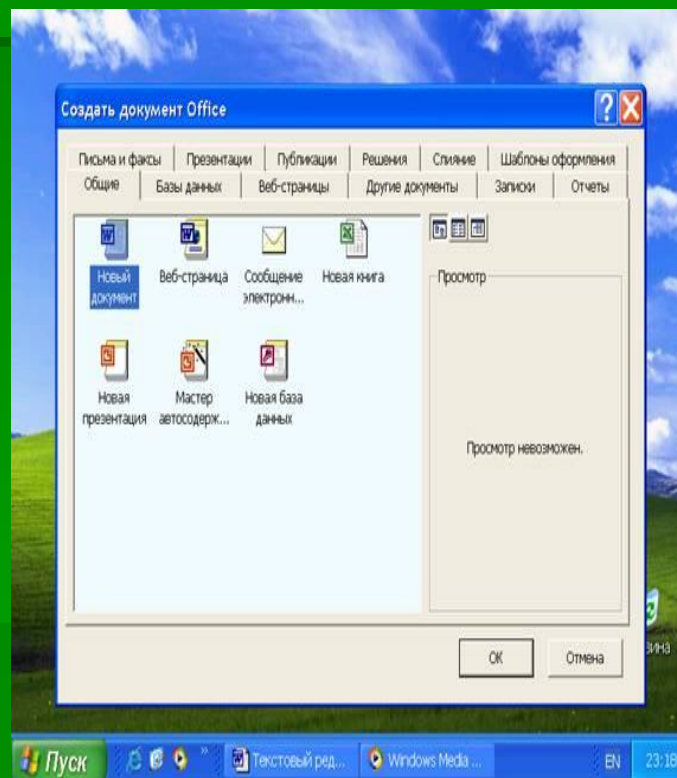 Создать документ Office
Письма и факсы Презентации Публикации Решения Слияние Шаблоны оформления
Общие Базы данных Веб-страницы Другие документы Записки Отчеты
Новый документ
Веб-страница
Сообщение электронн...
Новая книга
Новая презентация
Мастер автосодерж...
Новая база данных
Просмотр
Просмотр невозможен.
OK Отмена
зина
Пуск » Текстовый ред... Windows Media ... EN 23:18